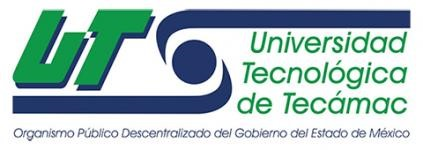 UT
Universidad
Tecnológica
de Tecámac
Organismo Público Descentralizado del Gobierno del Estado de México